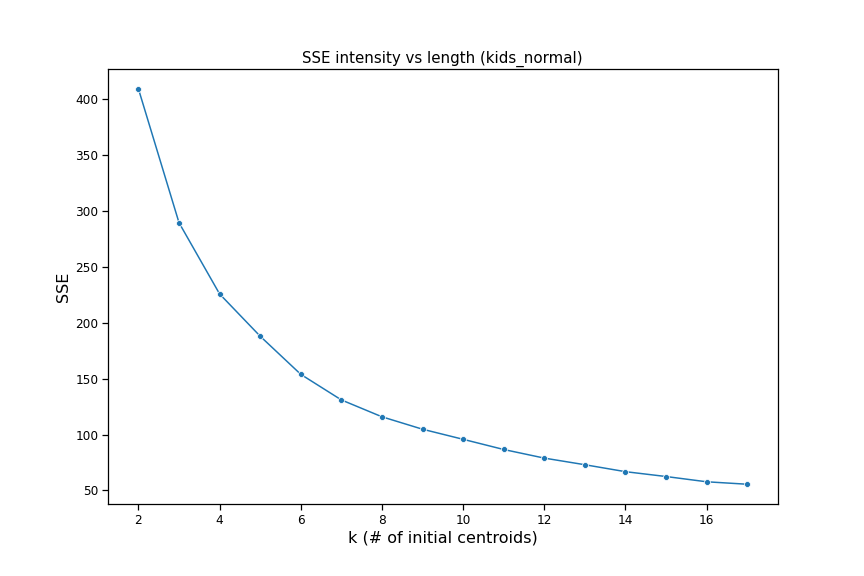 SSE intensity vs length (kids_normal)
400
350
300
250
200
150
100
50
SSE
2 4 6 8 10 12 14 16
k (# of initial centroids)